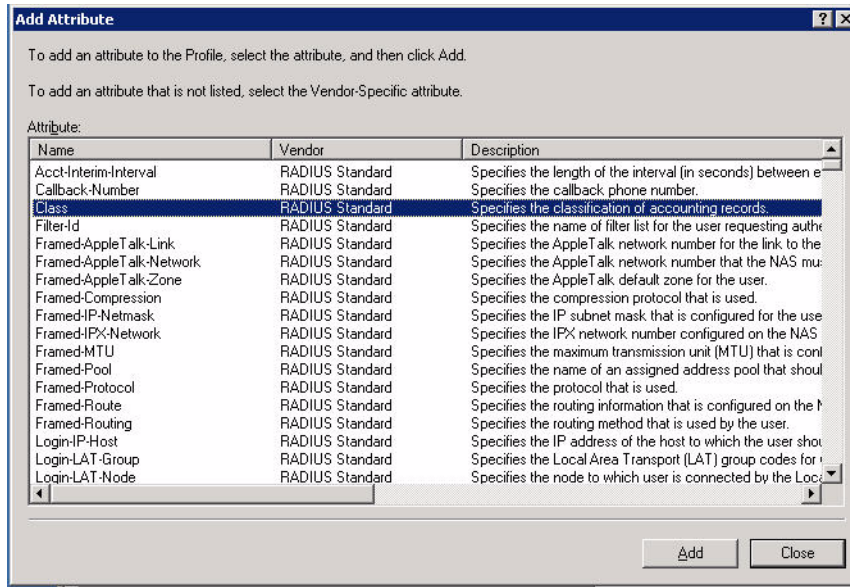 Add Attribute
To add an attribute to the Profile, select the attribute, and then click Add.
To add an attribute that is not listed, select the Vendor-Specific attribute.
Attribute:
Name Vendor Description
Acct-Interim-Interval RADIUS Standard Specifies the length of the interval (in seconds) between e
Callback-Number RADIUS Standard Specifies the callback phone number.
Class RADIUS Standard Specifies the classification of accounting records.
Filter-Id RADIUS Standard Specifies the name of filter list for the user requesting authe
Framed-AppleTalk-Link RADIUS Standard Specifies the AppleTalk network number for the link to the
Framed-AppleTalk-Network RADIUS Standard Specifies the AppleTalk network number that the NAS mu
Framed-AppleTalk-Zone RADIUS Standard Specifies the AppleTalk default zone for the user.
Framed-Compression RADIUS Standard Specifies the compression protocol that is used.
Framed-IP-Netmask RADIUS Standard Specifies the IP subnet mask that is configured for the use
Framed-IPX-Network RADIUS Standard Specifies the IPX network number configured on the NAS
Framed-MTU RADIUS Standard Specifies the maximum transmission unit (MTU) that is conf
Framed-Pool RADIUS Standard Specifies the name of an assigned address pool that shoul
Framed-Protocol RADIUS Standard Specifies the protocol that is used.
Framed-Route RADIUS Standard Specifies the routing information that is configured on the N
Framed-Routing RADIUS Standard Specifies the routing method that is used by the user.
Login-IP-Host RADIUS Standard Specifies the IP address of the host to which the user shou
Login-LAT-Group RADIUS Standard Specifies the Local Area Transport (LAT) group codes for
Login-LAT-Node RADIUS Standard Specifies the node to which user is connected by the Loca
Add Close